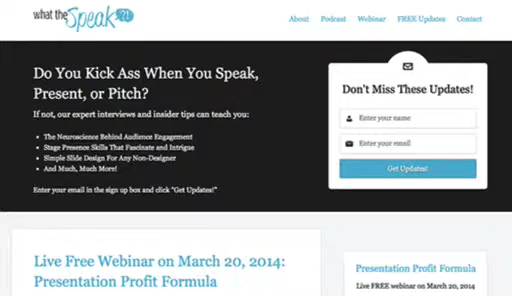 what the Speak ?!
About Podcast Webinar FREE Updates Contact
Do You Kick Ass When You Speak,
Present, or Pitch?
If not, our expert interviews and insider tips can teach you:
The Neuroscience Behind Audience Engagement
Stage Presence Skills That Fascinate and Intrigue
Simple Slide Design For Any Non-Designer
And Much, Much More!
Enter your email in the sign up box and click "Get Updates!"
Don't Miss These Updates!
Enter your name
Enter your email
Get Updates!
Live Free Webinar on March 20, 2014:
Presentation Profit Formula
Presentation Profit Formula
Live FREE webinar on March 20, 2014